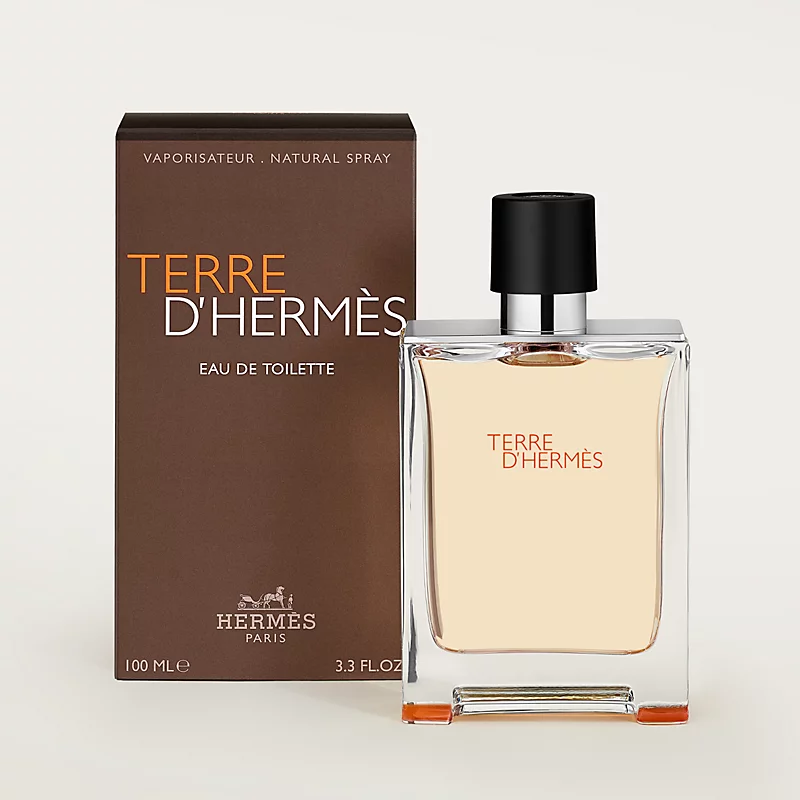 VAPORISATEUR . NATURAL SPRAY
TERRE
D'HERMÈS
EAU DE TOILETTE
HERMÈS
PARIS
100 ML℮
3.3 FL.OZ
TERRE
D'HERMÈS